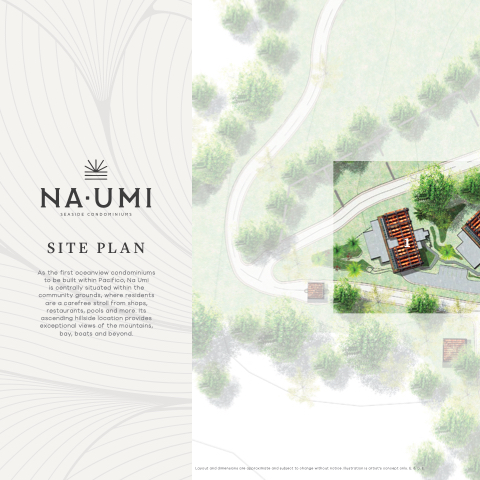 NA·UMI
SEASIDE CONDOMINIUMS
SITE PLAN
As the first oceanview condominiums
to be built within Pacifico, Na Umi
is centrally situated within the
community grounds, where residents
are a carefree stroll from shops,
restaurants, pools and more. Its
ascending hillside location provides
exceptional views of the mountains,
bay, boats and beyond.
1
Layout and dimensions are approximate and subject to change without notice. Illustration is artist's concept only. E. & O. E.